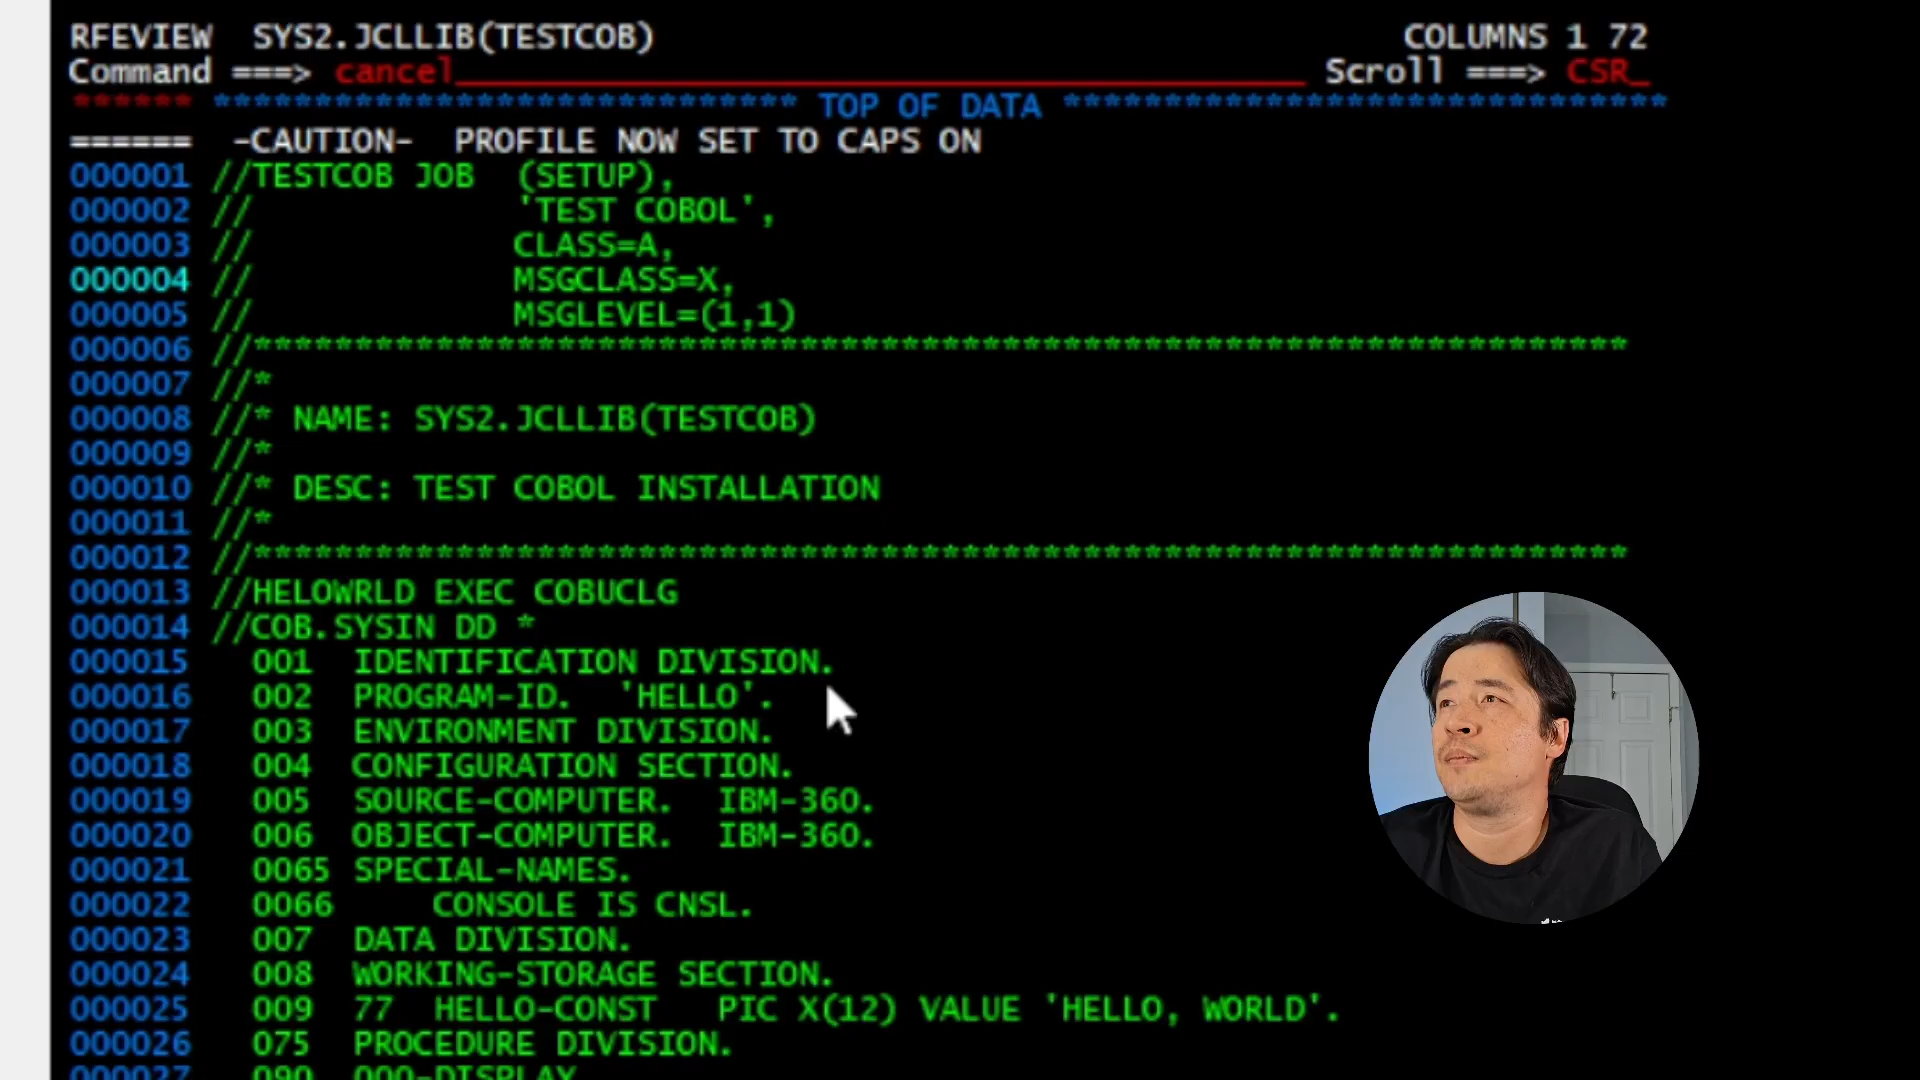 RFEVIEW  SYS2.JCLLIB(TESTCOB)                                     COLUMNS 1 72
Command ===> cancel_ Scroll ===> CSR_
****** ***************************** TOP OF DATA ******************************
======  -CAUTION-  PROFILE NOW SET TO CAPS ON
000001 //TESTCOB JOB  (SETUP),
000002 //             'TEST COBOL',
000003 //             CLASS=A,
000004 //             MSGCLASS=X,
000005 //             MSGLEVEL=(1,1)
000006 //********************************************************************
000007 //*
000008 //* NAME: SYS2.JCLLIB(TESTCOB)
000009 //*
000010 //* DESC: TEST COBOL INSTALLATION
000011 //*
000012 //********************************************************************
000013 //HELOWRLD EXEC COBUCLG
000014 //COB.SYSIN DD *
000015   001  IDENTIFICATION DIVISION.
000016   002  PROGRAM-ID.  'HELLO'.
000017   003  ENVIRONMENT DIVISION.
000018   004  CONFIGURATION SECTION.
000019   005  SOURCE-COMPUTER.  IBM-360.
000020   006  OBJECT-COMPUTER.  IBM-360.
000021   0065 SPECIAL-NAMES.
000022   0066     CONSOLE IS CNSL.
000023   007  DATA DIVISION.
000024   008  WORKING-STORAGE SECTION.
000025   009  77  HELLO-CONST   PIC X(12) VALUE 'HELLO, WORLD'.
000026   075  PROCEDURE DIVISION.
000027   090  000-DISPLAY